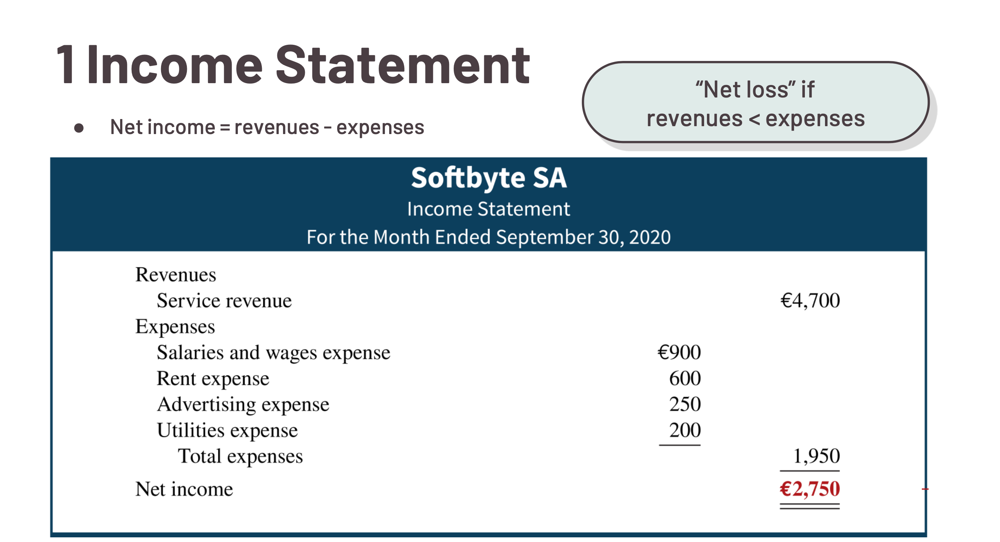 1 Income Statement
“Net loss” if
revenues < expenses
● Net income = revenues - expenses
Softbyte SA
Income Statement
For the Month Ended September 30, 2020
Revenues
Service revenue €4,700
Expenses
Salaries and wages expense €900
Rent expense 600
Advertising expense 250
Utilities expense 200
Total expenses 1,950
Net income €2,750